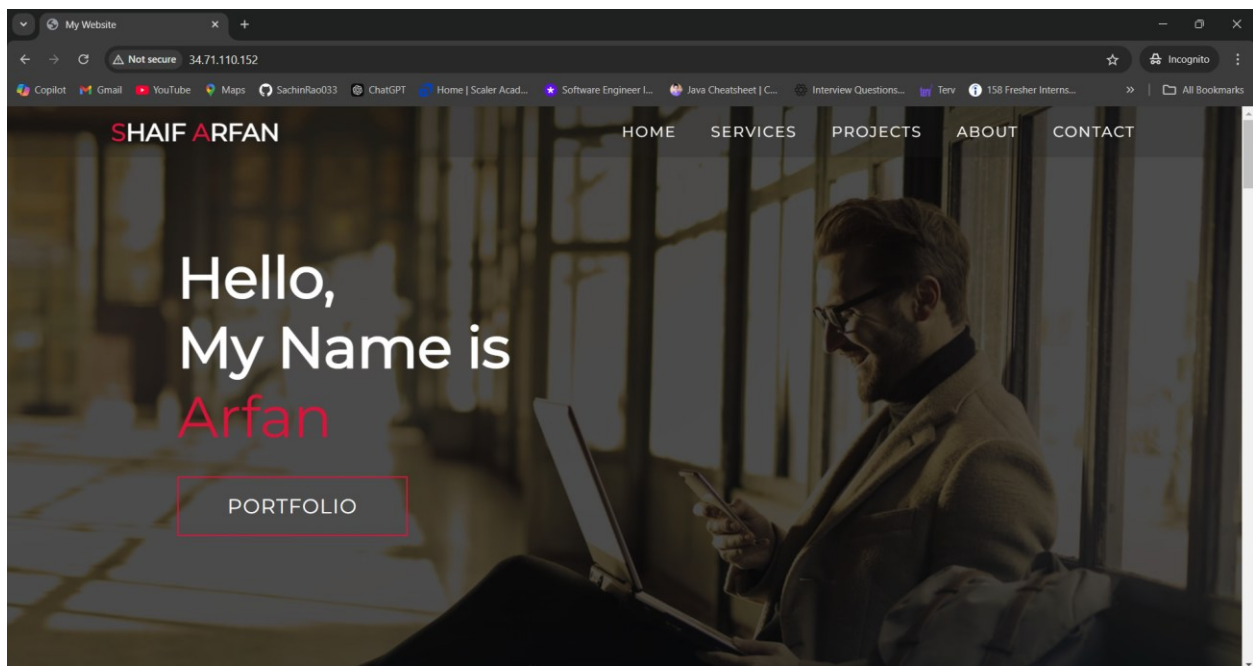 My Website
Not secure 34.71.110.152
Incognito
Copilot Gmail YouTube Maps SachinRao033 ChatGPT Home | Scaler Acad... Software Engineer I... Java Cheatsheet | C... Interview Questions... Terv 158 Fresher Interns... All Bookmarks
SHAIF ARFAN HOME SERVICES PROJECTS ABOUT CONTACT
Hello,
My Name is
Arfan
PORTFOLIO